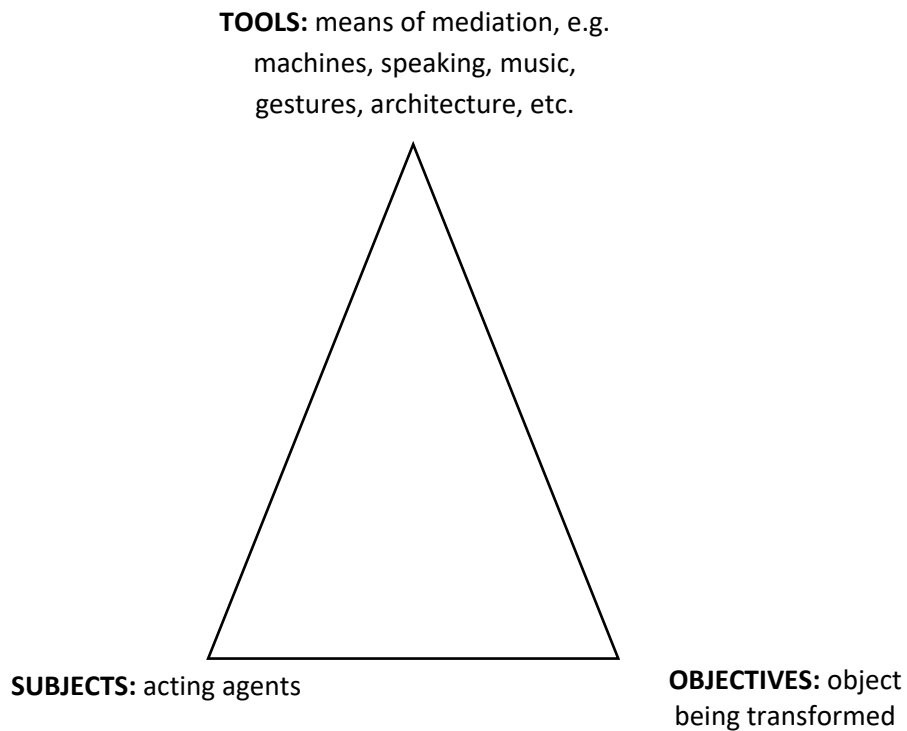 TOOLS: means of mediation, e.g.
machines, speaking, music,
gestures, architecture, etc.
SUBJECTS: acting agents
OBJECTIVES: object
being transformed